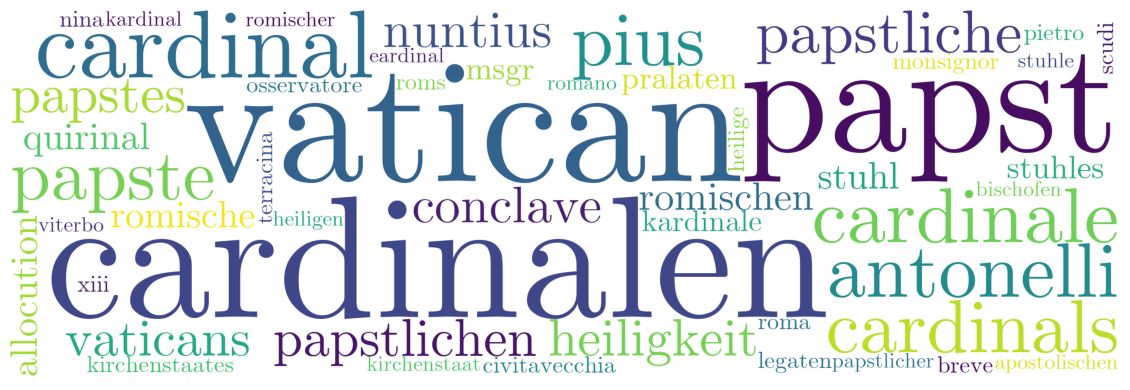 nina kardinal romischer
cardinal nuntius pius papstliche pietro
eardinal scudi
msgr monsignor stuhle
osservatore roms romano pralaten
papstes vatican papst
quirinal heilige
terracina
papste stuhl stuhles
romischen bischofen
viterbo romische heiligen conclave kardinale cardinale
allocution
xiii cardinalen antonelli
roma cardinals
vaticans papstlichen heiligkeit
kirchenstaates kirchenstaat civitavecchia legaten papstlicher breve apostolischen